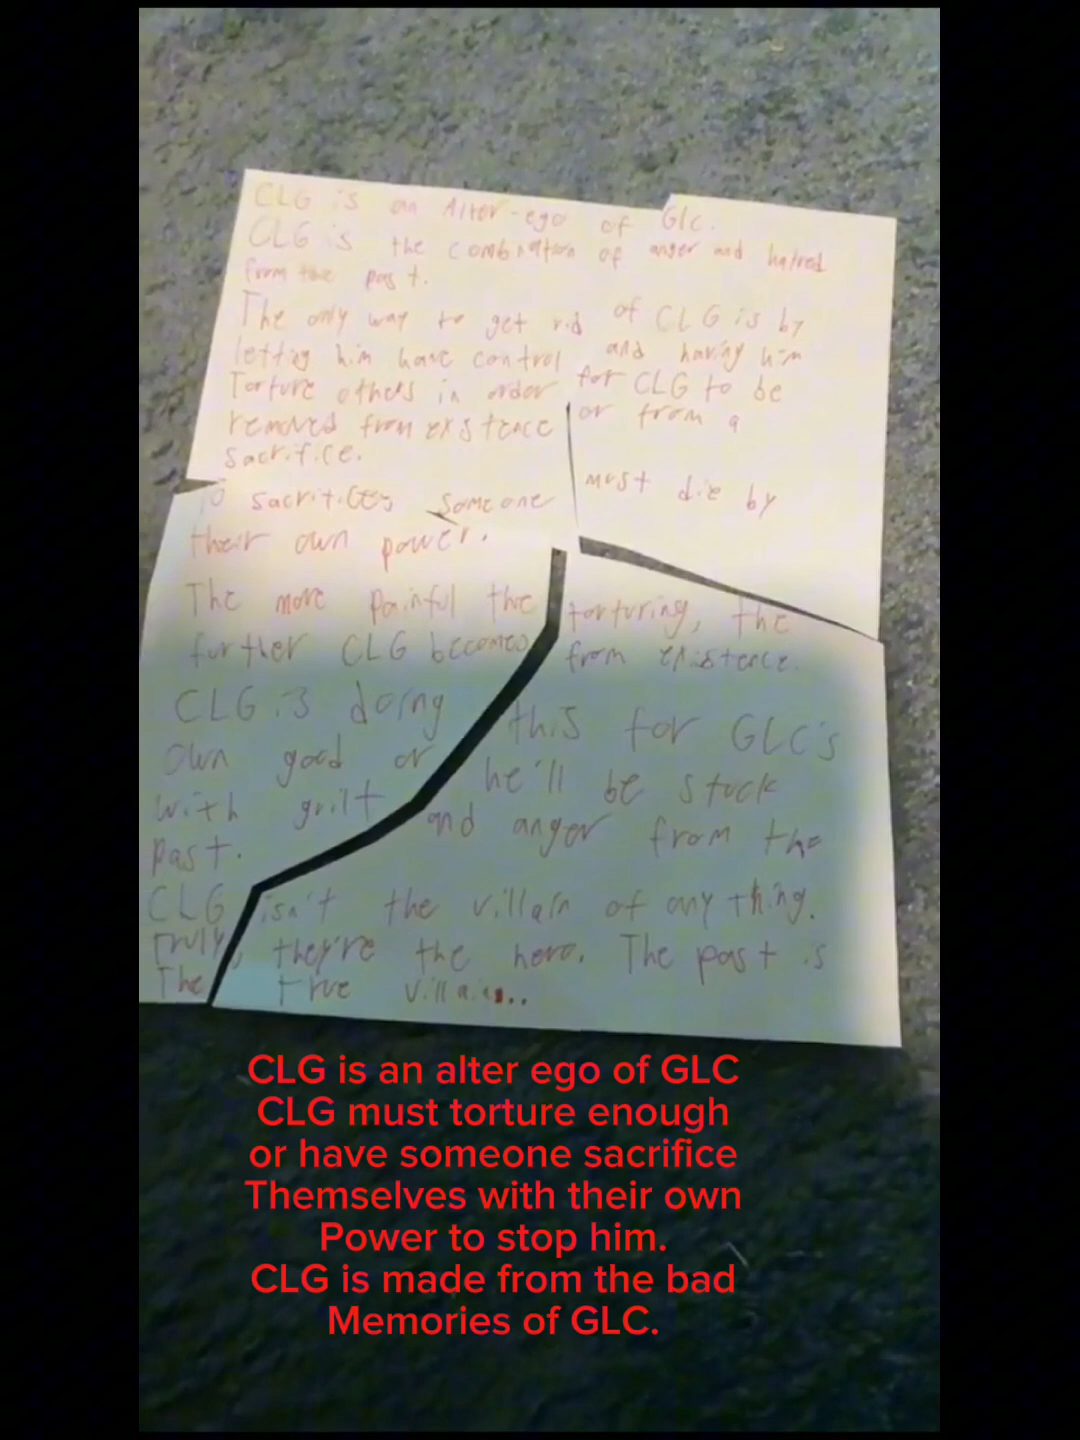 CLG is an Alter-ego of Glc.
CLG is the combination of anger and hatred
from the past.
The only way to get rid of CLG is by
letting him have control and having him
Torture others in order for CLG to be
removed from existence or from a
sacrifice.
To sacrifices someone must die by
their own power.
The more painful the torturing, the
further CLG becomes from existence.
CLG is doing this for GLC's
own good or he'll be stuck
with guilt and anger from the
past.
CLG isn't the villain of anything.
Truly, they're the hero. The past is
The true villain..
CLG is an alter ego of GLC
CLG must torture enough
or have someone sacrifice
Themselves with their own
Power to stop him.
CLG is made from the bad
Memories of GLC.